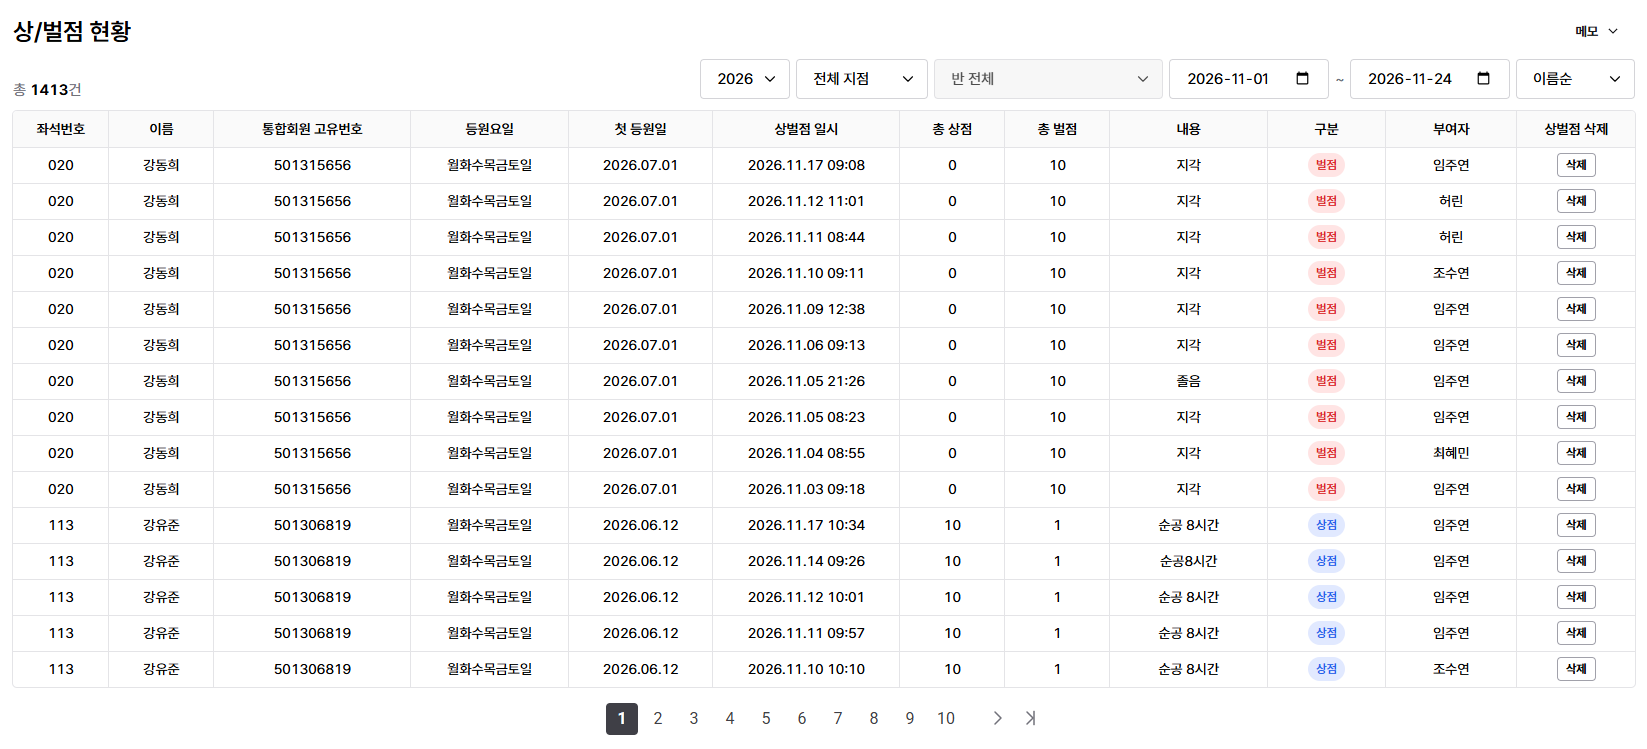 상/벌점 현황
메모
총 1413건
2026 전체 지점 반 전체 2026-11-01 ~ 2026-11-24 이름순
좌석번호 이름 통합회원 고유번호 등원요일 첫 등원일 상벌점 일시 총 상점 총 벌점 내용 구분 부여자 상벌점 삭제
020 강동희 501315656 월화수목금토일 2026.07.01 2026.11.17 09:08 0 10 지각 벌점 임주연 삭제
020 강동희 501315656 월화수목금토일 2026.07.01 2026.11.12 11:01 0 10 지각 벌점 허린 삭제
020 강동희 501315656 월화수목금토일 2026.07.01 2026.11.11 08:44 0 10 지각 벌점 허린 삭제
020 강동희 501315656 월화수목금토일 2026.07.01 2026.11.10 09:11 0 10 지각 벌점 조수연 삭제
020 강동희 501315656 월화수목금토일 2026.07.01 2026.11.09 12:38 0 10 지각 벌점 임주연 삭제
020 강동희 501315656 월화수목금토일 2026.07.01 2026.11.06 09:13 0 10 지각 벌점 임주연 삭제
020 강동희 501315656 월화수목금토일 2026.07.01 2026.11.05 21:26 0 10 졸음 벌점 임주연 삭제
020 강동희 501315656 월화수목금토일 2026.07.01 2026.11.05 08:23 0 10 지각 벌점 임주연 삭제
020 강동희 501315656 월화수목금토일 2026.07.01 2026.11.04 08:55 0 10 지각 벌점 최혜민 삭제
020 강동희 501315656 월화수목금토일 2026.07.01 2026.11.03 09:18 0 10 지각 벌점 임주연 삭제
113 강유준 501306819 월화수목금토일 2026.06.12 2026.11.17 10:34 10 1 순공 8시간 상점 임주연 삭제
113 강유준 501306819 월화수목금토일 2026.06.12 2026.11.14 09:26 10 1 순공8시간 상점 임주연 삭제
113 강유준 501306819 월화수목금토일 2026.06.12 2026.11.12 10:01 10 1 순공 8시간 상점 임주연 삭제
113 강유준 501306819 월화수목금토일 2026.06.12 2026.11.11 09:57 10 1 순공 8시간 상점 임주연 삭제
113 강유준 501306819 월화수목금토일 2026.06.12 2026.11.10 10:10 10 1 순공 8시간 상점 조수연 삭제
1 2 3 4 5 6 7 8 9 10